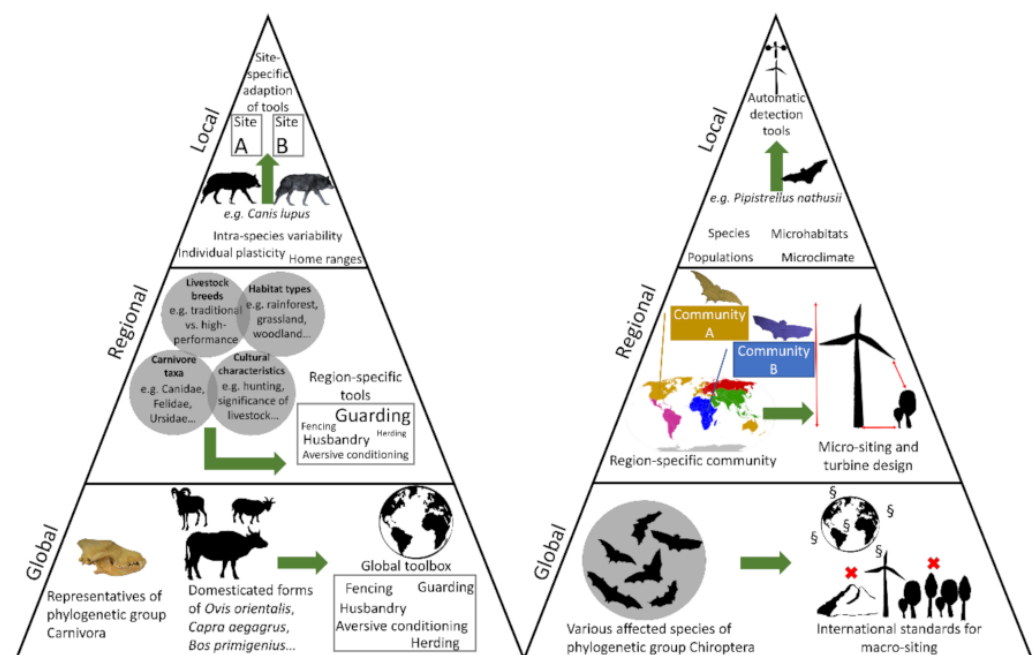 Local
Site-
specific
adaption
of tools
Site
A
Site
B
e.g. Canis lupus
Intra-species variability
Individual plasticity
Home ranges
Regional
Livestock
breeds
e.g. traditional
vs. high-
performance
Habitat types
e.g. rainforest,
grassland,
woodland...
Carnivore
taxa
e.g. Canidae,
Felidae,
Ursidae...
Cultural
characteristics
e.g. hunting,
significance of
livestock...
Region-specific
tools
Guarding
Fencing
Husbandry
Herding
Aversive conditioning
Global
Representatives of
phylogenetic group
Carnivora
Domesticated forms
of Ovis orientalis,
Capra aegagrus,
Bos primigenius...
Global toolbox
Fencing
Guarding
Husbandry
Aversive conditioning
Herding
Local
Automatic
detection
tools
e.g. Pipistrellus nathusii
Species
Microhabitats
Populations
Microclimate
Regional
Community
A
Community
B
Region-specific community
Micro-siting and
turbine design
Global
Various affected species of
phylogenetic group Chiroptera
§
§
§
§
§
International standards for
macro-siting